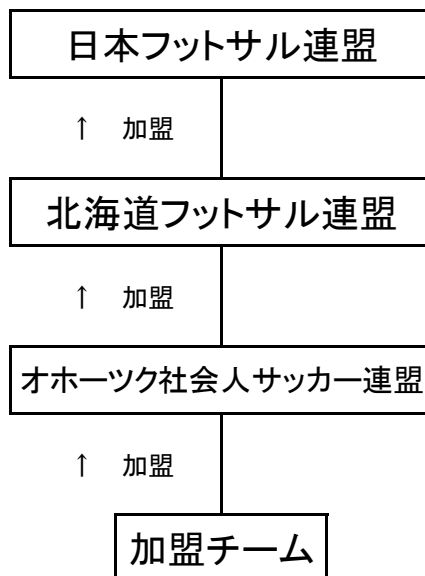 日本フットサル連盟
↑ 加盟
北海道フットサル連盟
↑ 加盟
オホーツク社会人サッカー連盟
↑ 加盟
加盟チーム